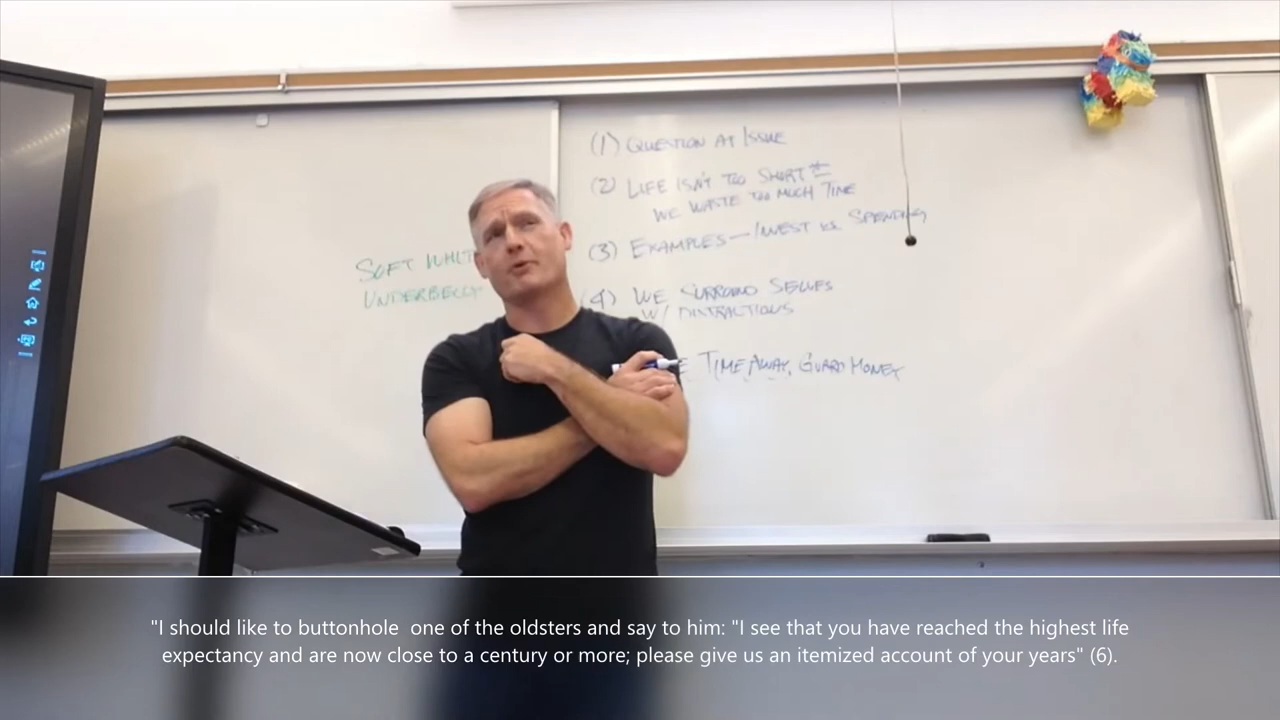 (1) QUESTION AT ISSUE
(2) LIFE ISN'T TOO SHORT
WE WASTE TOO MUCH TIME
(3) EXAMPLES — INVEST vs. SPENDING
SOFT WHIT
UNDERBELLY
(4) WE SURROUND SELVES
W/ DISTRACTIONS
E TIME AWAY, GUARD MONEY
"I should like to buttonhole one of the oldsters and say to him: "I see that you have reached the highest life
expectancy and are now close to a century or more; please give us an itemized account of your years" (6).